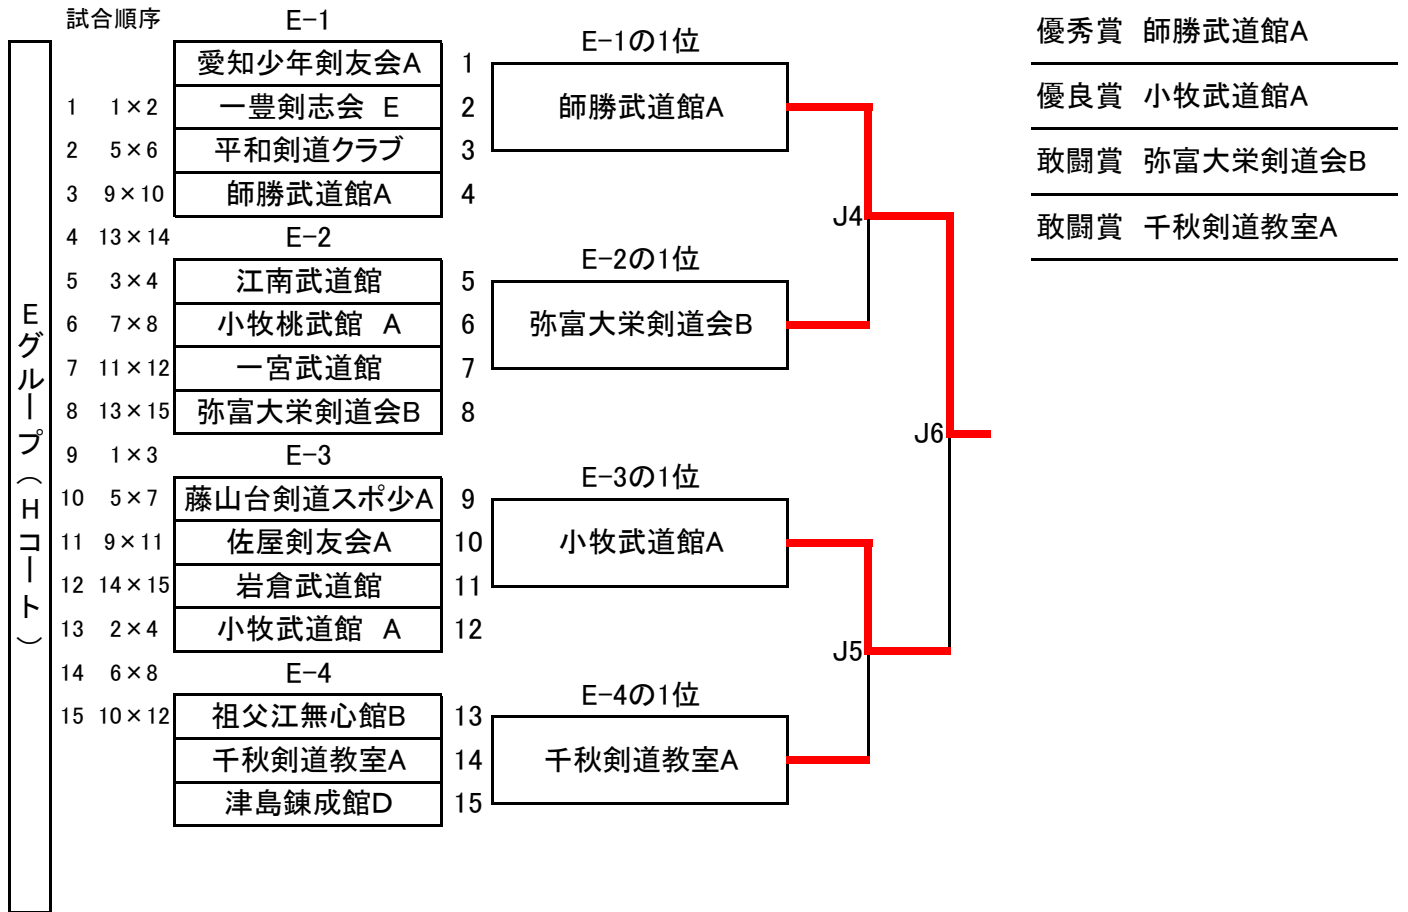 試合順序
Eグループ（Hコート）
1 1×2
2 5×6
3 9×10
4 13×14
5 3×4
6 7×8
7 11×12
8 13×15
9 1×3
10 5×7
11 9×11
12 14×15
13 2×4
14 6×8
15 10×12
E-1
愛知少年剣友会A 1
一豊剣志会 E 2
平和剣道クラブ 3
師勝武道館A 4
E-2
江南武道館 5
小牧桃武館 A 6
一宮武道館 7
弥富大栄剣道会B 8
E-3
藤山台剣道スポ少A 9
佐屋剣友会A 10
岩倉武道館 11
小牧武道館 A 12
E-4
祖父江無心館B 13
千秋剣道教室A 14
津島錬成館D 15
E-1の1位
師勝武道館A
E-2の1位
弥富大栄剣道会B
E-3の1位
小牧武道館A
E-4の1位
千秋剣道教室A
J4
J5
J6
優秀賞 師勝武道館A
優良賞 小牧武道館A
敢闘賞 弥富大栄剣道会B
敢闘賞 千秋剣道教室A